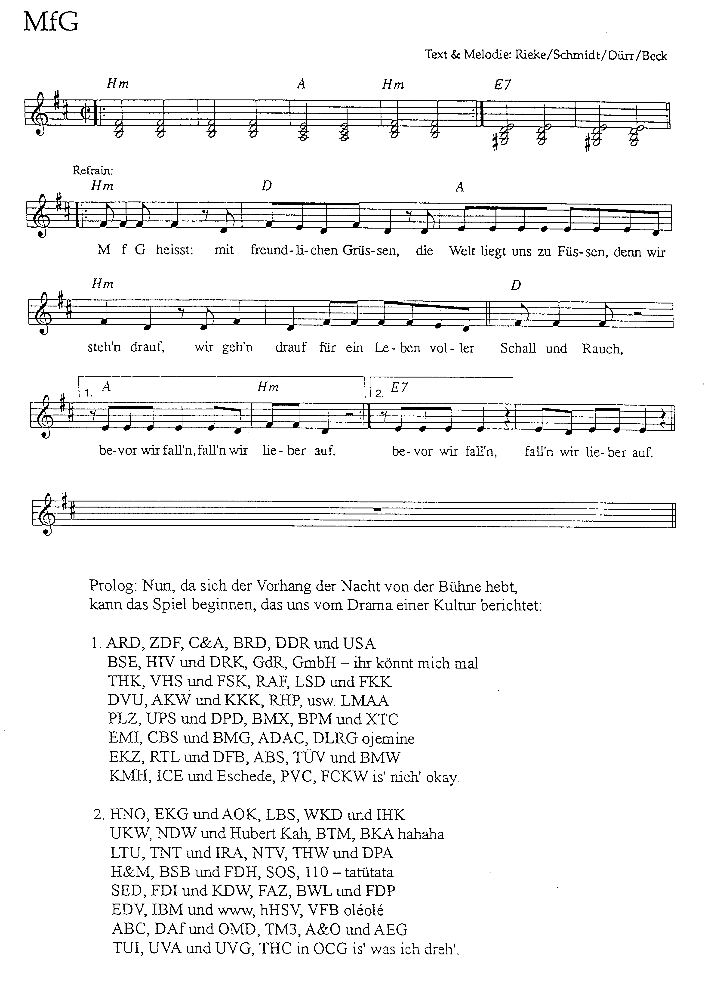 MfG
Text & Melodie: Rieke/Schmidt/Dürr/Beck
Hm A Hm E7
Refrain:
Hm D A
M f G heisst: mit freund-li-chen Grüs-sen, die Welt liegt uns zu Füs-sen, denn wir
Hm D
steh'n drauf, wir geh'n drauf für ein Le-ben vol-ler Schall und Rauch,
1. A Hm 2. E7
be-vor wir fall'n, fall'n wir lie-ber auf. be-vor wir fall'n, fall'n wir lie-ber auf.
Prolog: Nun, da sich der Vorhang der Nacht von der Bühne hebt,
kann das Spiel beginnen, das uns vom Drama einer Kultur berichtet:
1. ARD, ZDF, C&A, BRD, DDR und USA
BSE, HIV und DRK, GdR, GmbH – ihr könnt mich mal
THK, VHS und FSK, RAF, LSD und FKK
DVU, AKW und KKK, RHP, usw. LMAA
PLZ, UPS und DPD, BMX, BPM und XTC
EMI, CBS und BMG, ADAC, DLRG ojemine
EKZ, RTL und DFB, ABS, TÜV und BMW
KMH, ICE und Eschede, PVC, FCKW is' nich' okay.
2. HNO, EKG und AOK, LBS, WKD und IHK
UKW, NDW und Hubert Kah, BTM, BKA hahaha
LTU, TNT und IRA, NTV, THW und DPA
H&M, BSB und FDH, SOS, 110 – tatütata
SED, FDI und KDW, FAZ, BWL und FDP
EDV, IBM und www, hHSV, VFB oléolé
ABC, DAf und OMD, TM3, A&O und AEG
TUI, UVA und UVG, THC in OCG is' was ich dreh'.